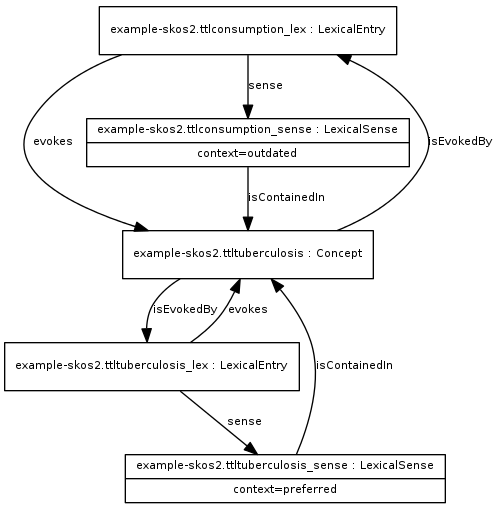 example-skos2.ttlconsumption_lex : LexicalEntry
sense
example-skos2.ttlconsumption_sense : LexicalSense
evokes
isEvokedBy
context=outdated
isContainedIn
example-skos2.ttltuberculosis : Concept
isEvokedBy
evokes
example-skos2.ttltuberculosis_lex : LexicalEntry
isContainedIn
sense
example-skos2.ttltuberculosis_sense : LexicalSense
context=preferred